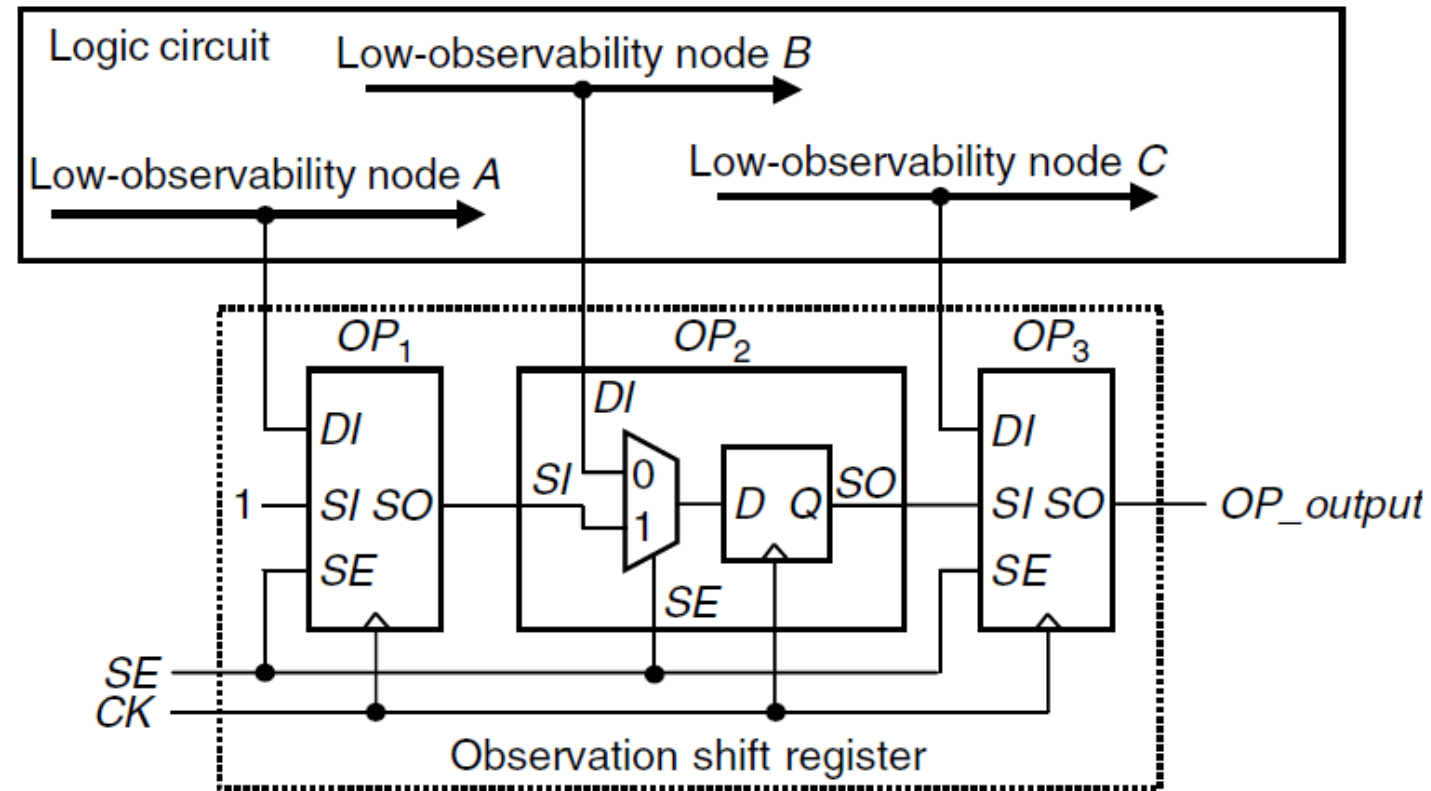 Logic circuit
Low-observability node B
Low-observability node A
Low-observability node C
OP1
OP2
OP3
DI
1
SI SO
SE
DI
SI
0
1
SE
D Q
SO
DI
SI SO
SE
OP_output
SE
CK
Observation shift register